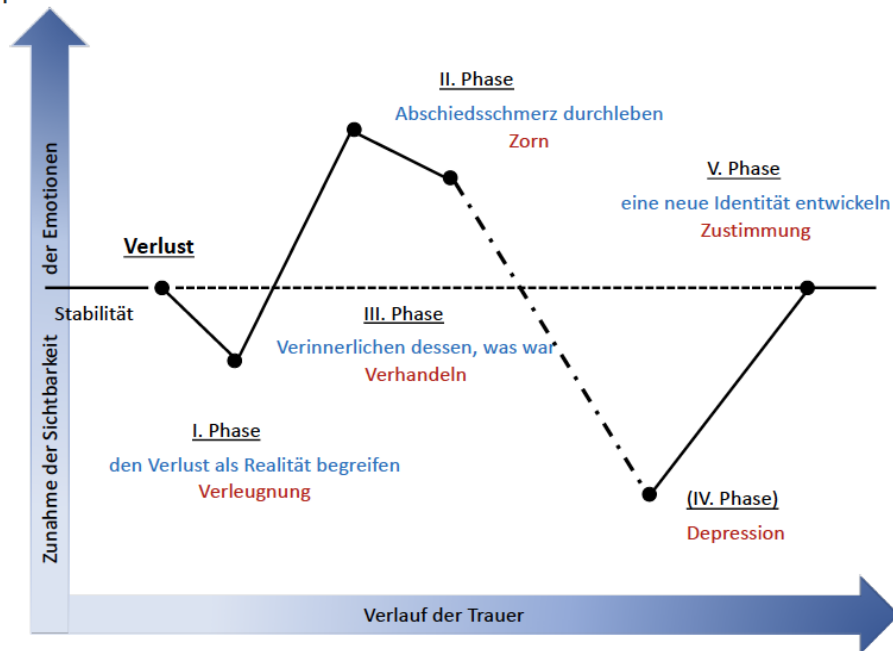 II. Phase
Abschiedsschmerz durchleben
Zorn
V. Phase
eine neue Identität entwickeln
Zustimmung
Verlust
Stabilität
III. Phase
Verinnerlichen dessen, was war
Verhandeln
I. Phase
den Verlust als Realität begreifen
Verleugnung
(IV. Phase)
Depression
Zunahme der Sichtbarkeit der Emotionen
Verlauf der Trauer